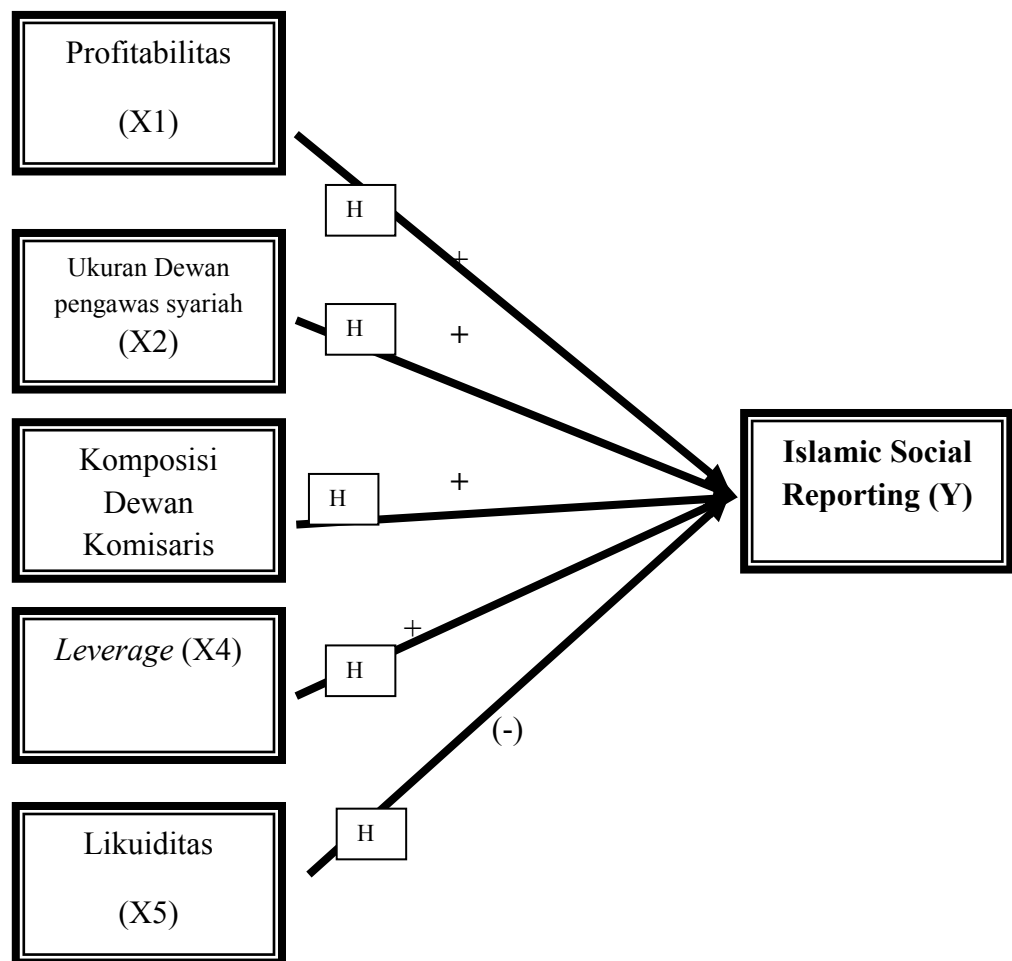 Profitabilitas
(X1)
H
+
Ukuran Dewan
pengawas syariah
(X2)
H
+
Komposisi
Dewan
Komisaris
H
+
Islamic Social
Reporting (Y)
Leverage (X4)
+
H
(-)
Likuiditas
(X5)
H